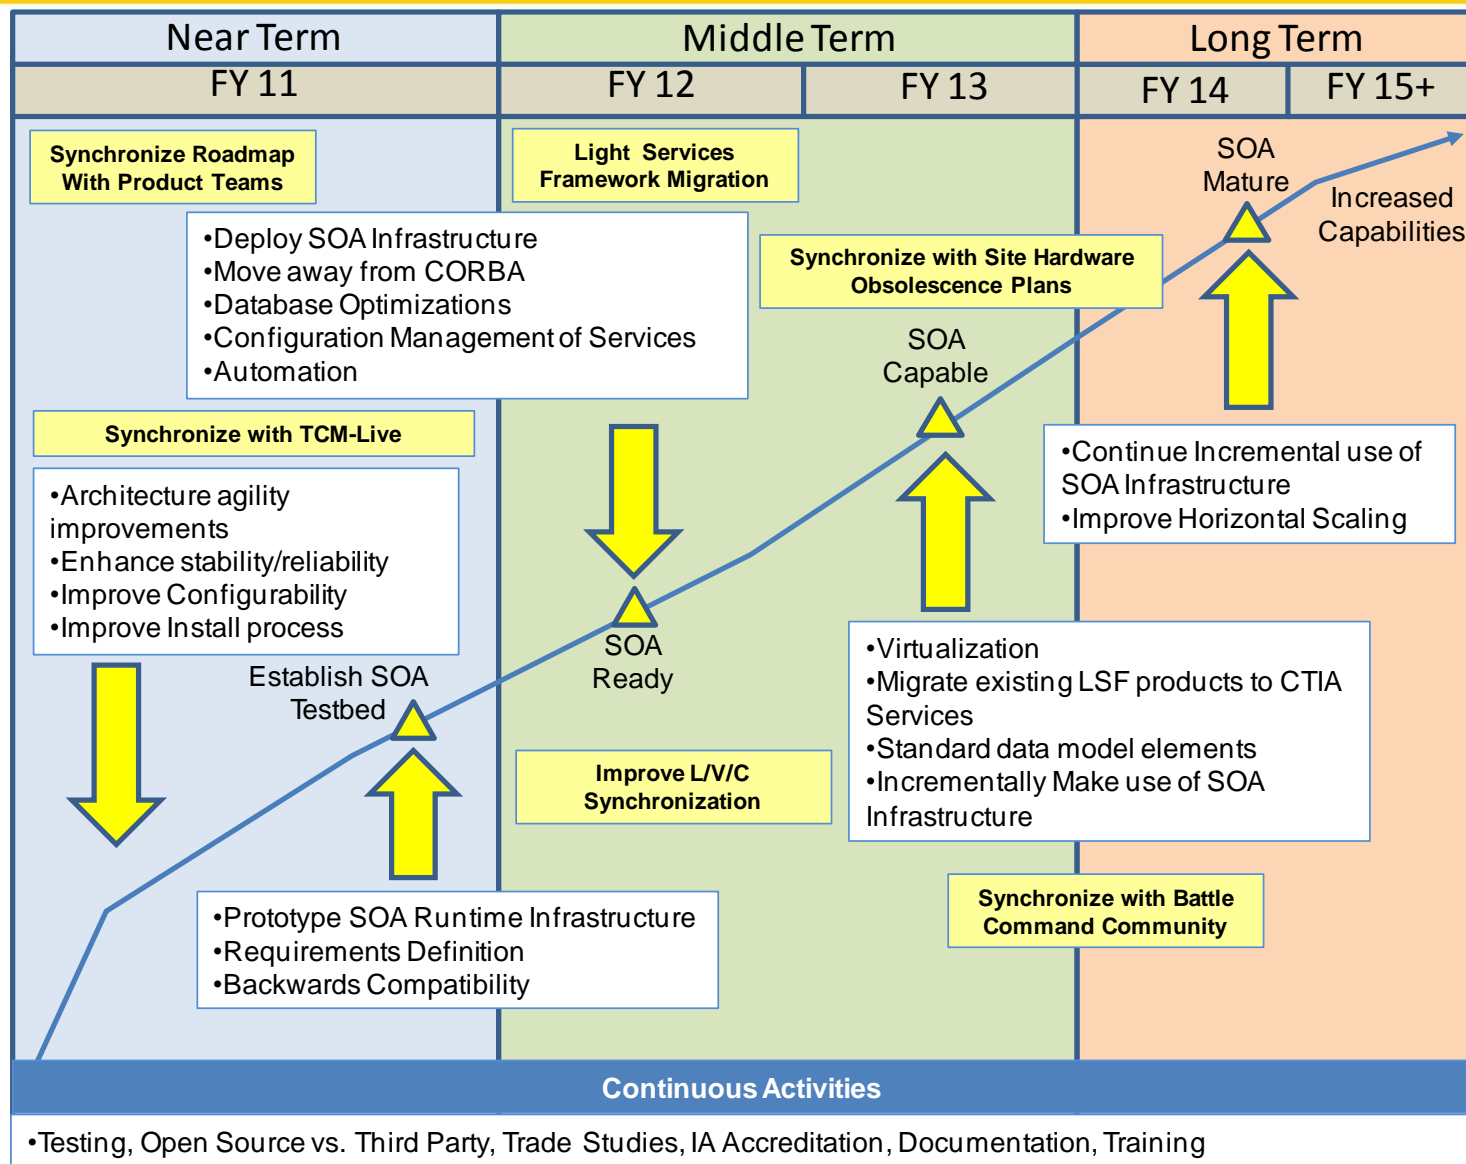 Near Term
Middle Term
Long Term
FY 11
FY 12
FY 13
FY 14
FY 15+
Synchronize Roadmap
With Product Teams
Light Services
Framework Migration
SOA
Mature
Increased
Capabilities
•Deploy SOA Infrastructure
•Move away from CORBA
•Database Optimizations
•Configuration Management of Services
•Automation
Synchronize with Site Hardware
Obsolescence Plans
SOA
Capable
Synchronize with TCM-Live
•Architecture agility
improvements
•Enhance stability/reliability
•Improve Configurability
•Improve Install process
•Continue Incremental use of
SOA Infrastructure
•Improve Horizontal Scaling
Establish SOA
Testbed
SOA
Ready
•Virtualization
•Migrate existing LSF products to CTIA
Services
•Standard data model elements
•Incrementally Make use of SOA
Infrastructure
Improve L/V/C
Synchronization
•Prototype SOA Runtime Infrastructure
•Requirements Definition
•Backwards Compatibility
Synchronize with Battle
Command Community
Continuous Activities
•Testing, Open Source vs. Third Party, Trade Studies, IA Accreditation, Documentation, Training